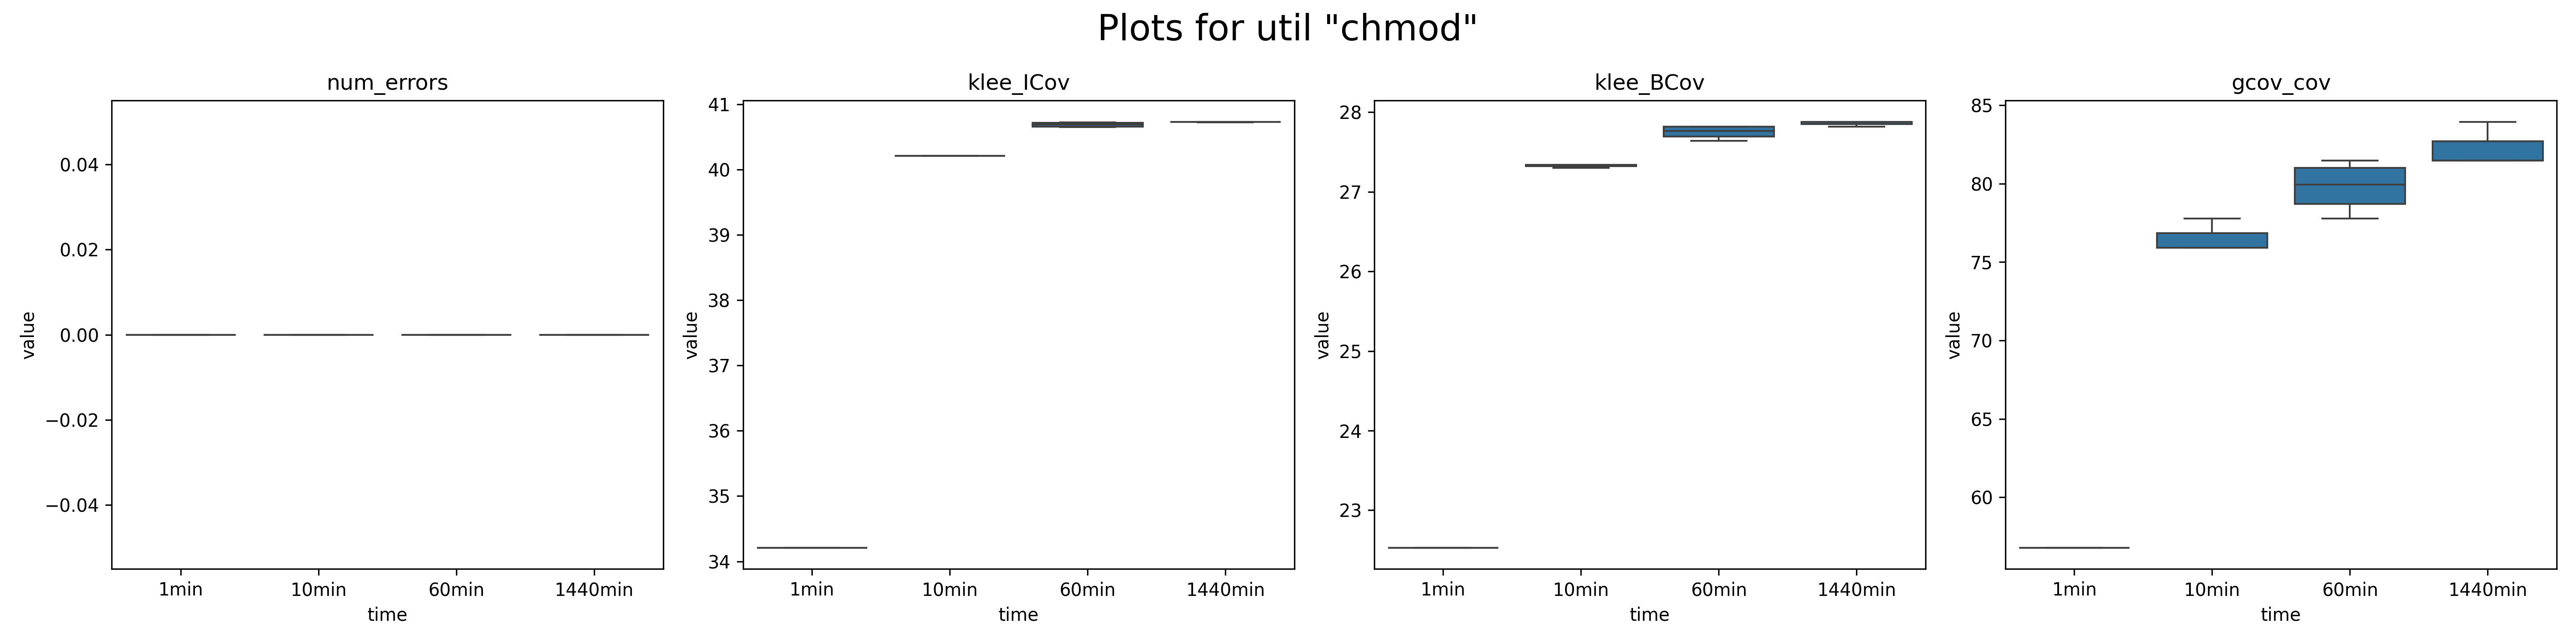 Plots for util "chmod"
num_errors
0.04
0.02
0.00
−0.02
−0.04
value
1min 10min 60min 1440min
time
klee_ICov
41
40
39
38
37
36
35
34
value
1min 10min 60min 1440min
time
klee_BCov
28
27
26
25
24
23
value
1min 10min 60min 1440min
time
gcov_cov
85
80
75
70
65
60
value
1min 10min 60min 1440min
time